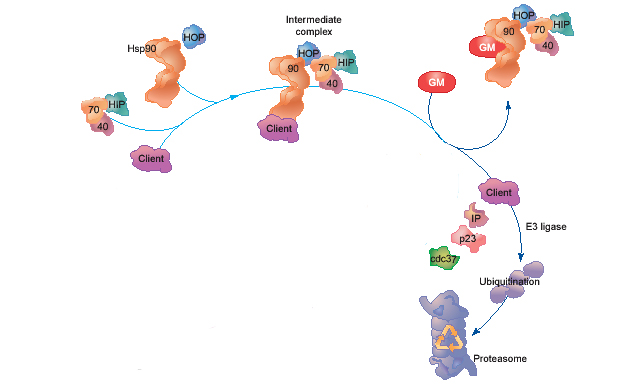 Intermediate
complex
Hsp90
HOP
HOP
90
70
HIP
40
HOP
90
70
HIP
GM
40
GM
70
HIP
40
Client
Client
Client
IP
E3 ligase
p23
cdc37
Ubiquitination
Proteasome